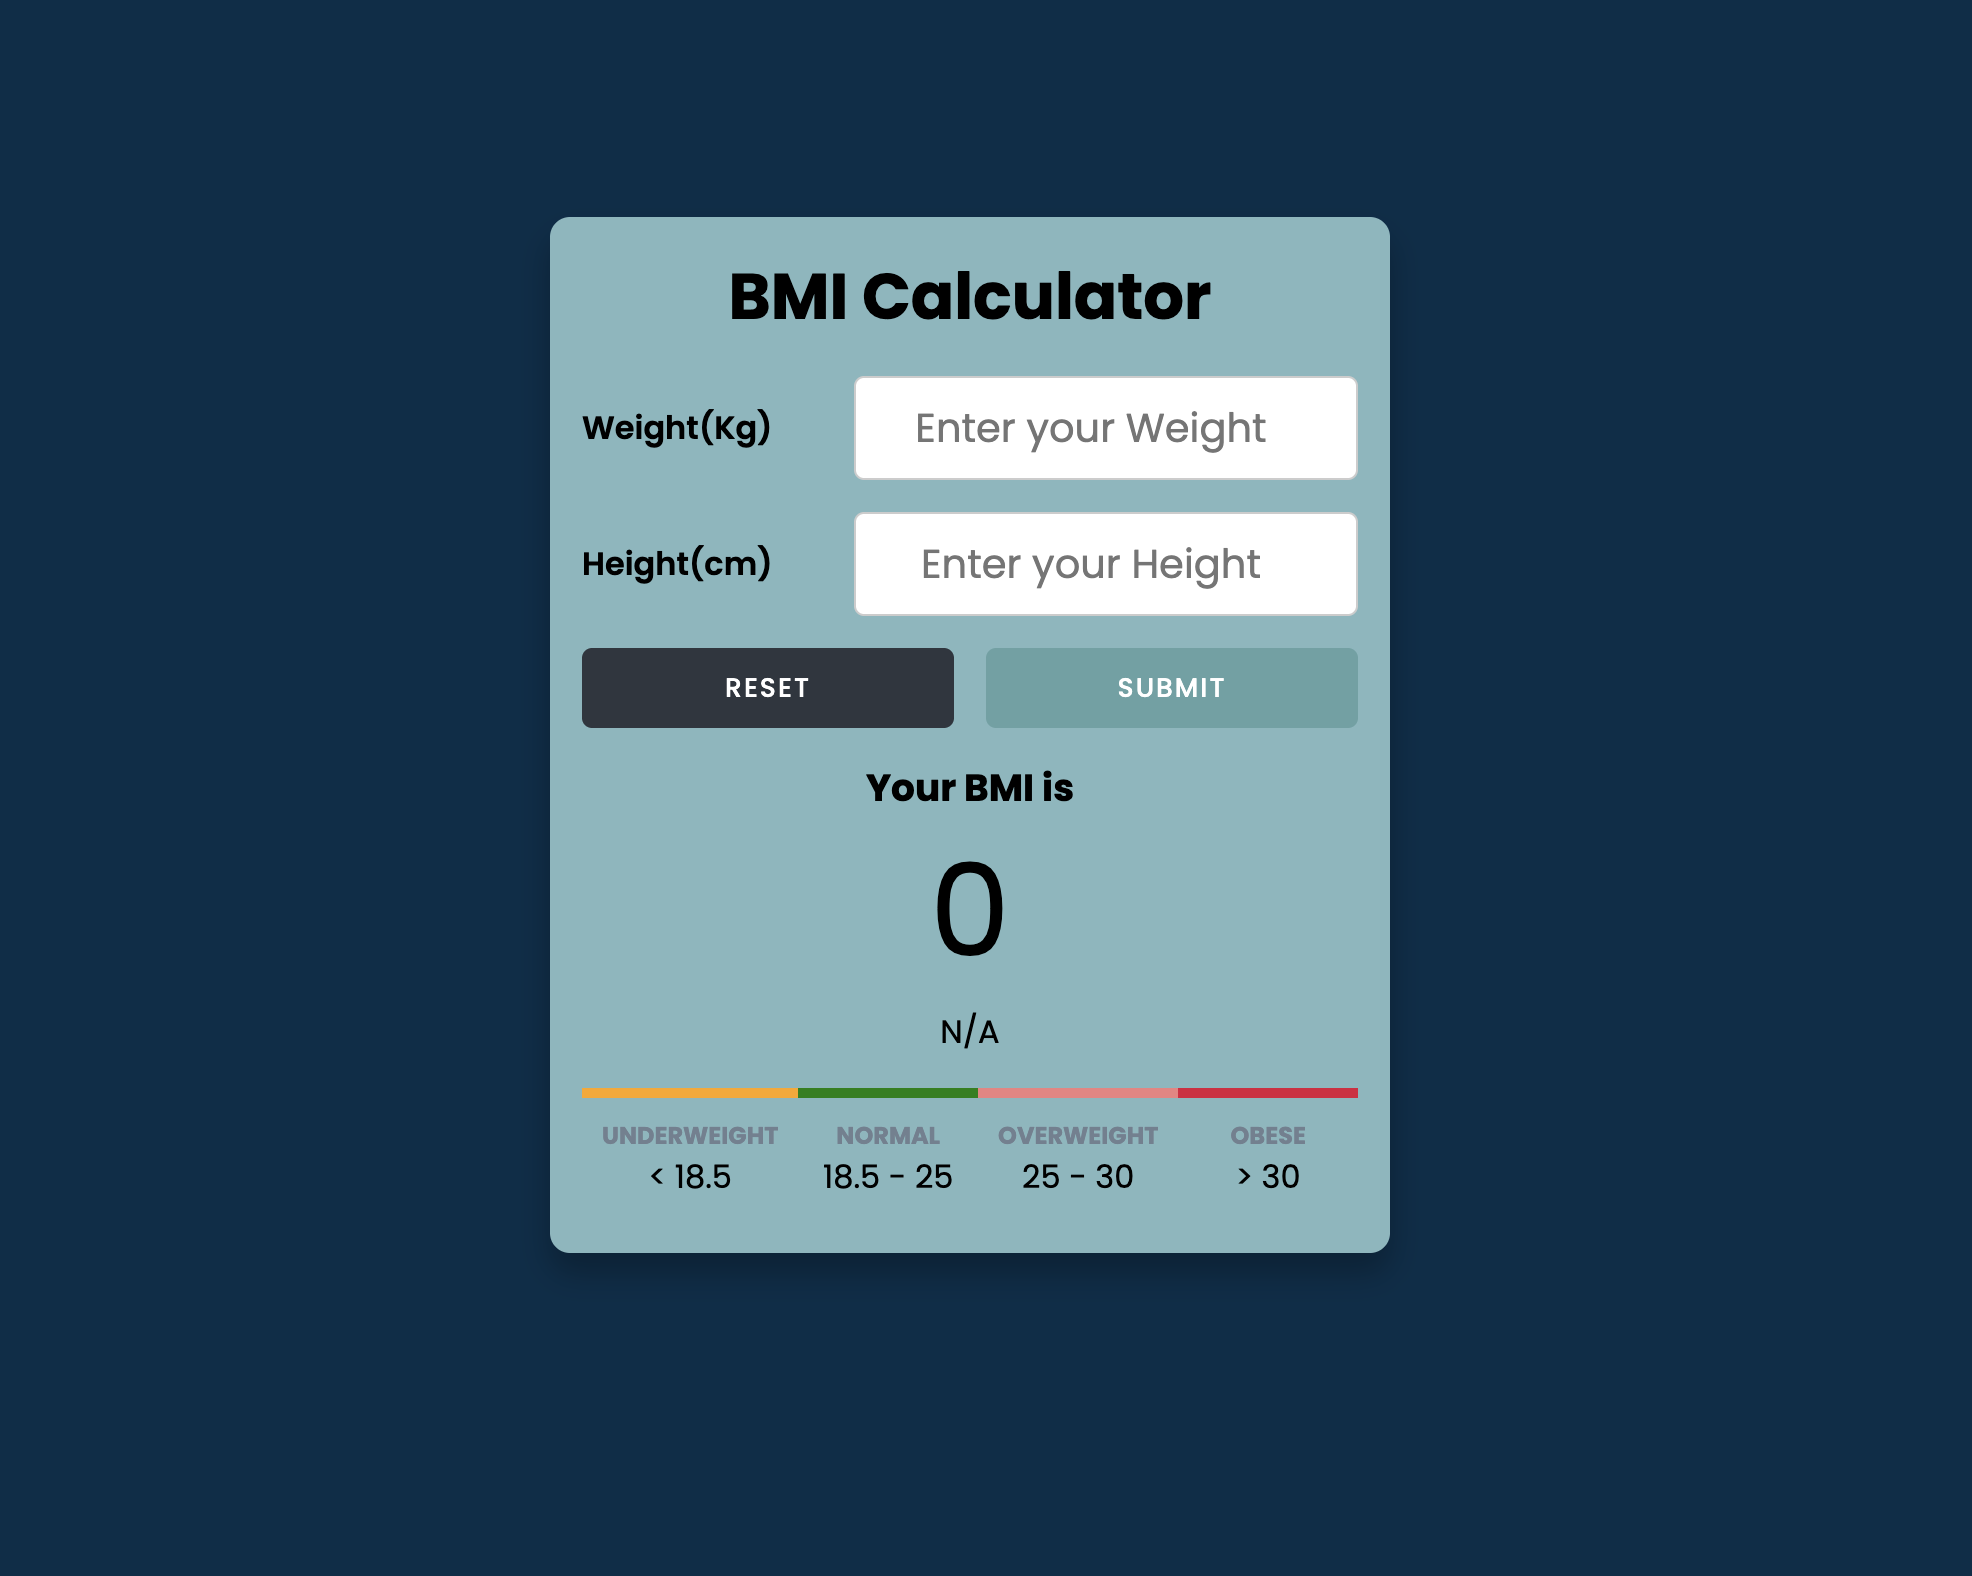 BMI Calculator
Weight(Kg) Enter your Weight
Height(cm) Enter your Height
RESET SUBMIT
Your BMI is
0
N/A
UNDERWEIGHT NORMAL OVERWEIGHT OBESE
< 18.5 18.5 - 25 25 - 30 > 30